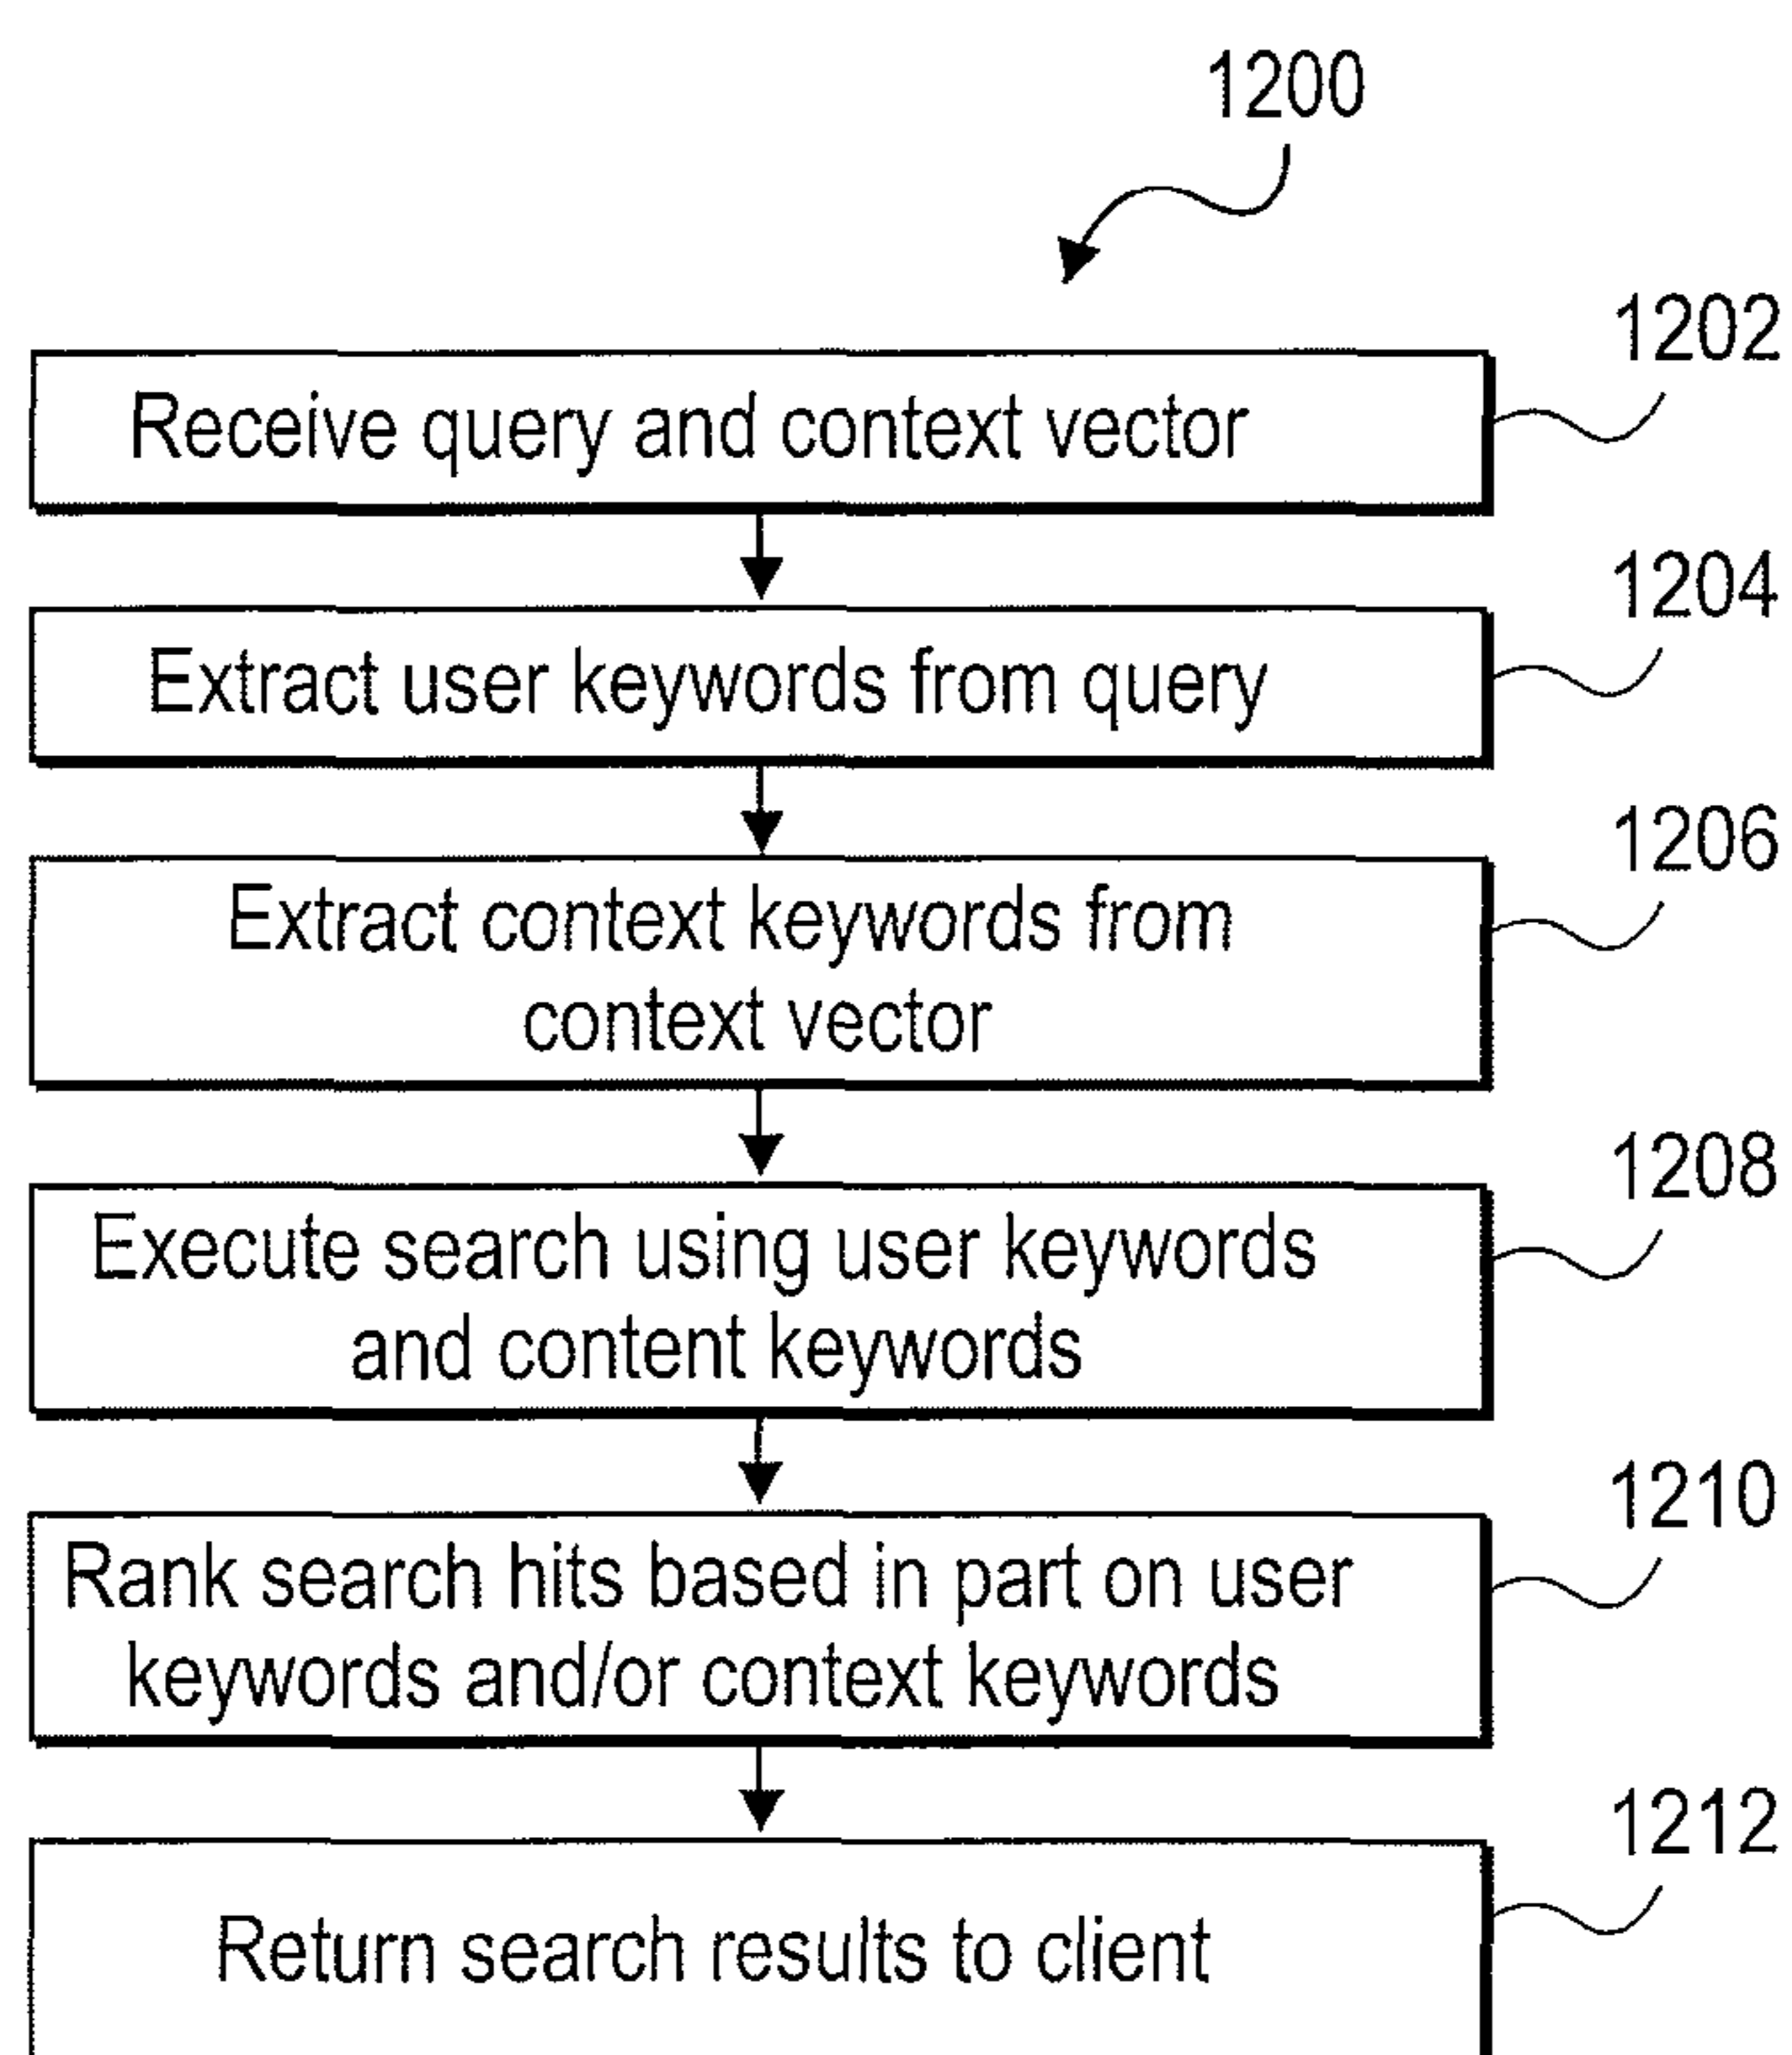 1200
1202
Receive query and context vector
1204
Extract user keywords from query
1206
Extract context keywords from
context vector
1208
Execute search using user keywords
and content keywords
1210
Rank search hits based in part on user
keywords and/or context keywords
1212
Return search results to client